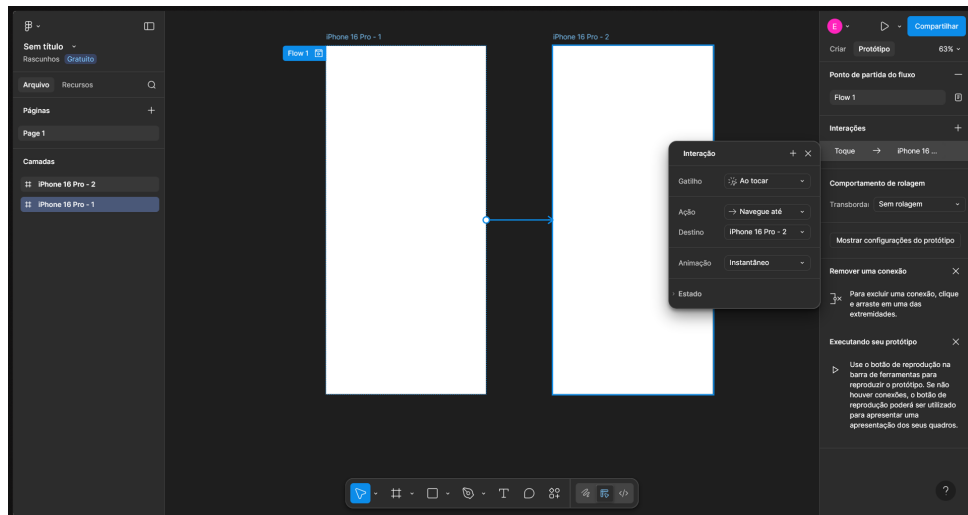 Sem título
Rascunhos Gratuito
Arquivo Recursos
Páginas
Page 1
Camadas
iPhone 16 Pro - 2
iPhone 16 Pro - 1
iPhone 16 Pro - 1
Flow 1
iPhone 16 Pro - 2
Interação
Gatilho Ao tocar
Ação Navegue até
Destino iPhone 16 Pro - 2
Animação Instantâneo
Estado
E
Compartilhar
Criar Protótipo 63%
Ponto de partida do fluxo
Flow 1
Interações
Toque → iPhone 16 ...
Comportamento de rolagem
Transbordar Sem rolagem
Mostrar configurações do protótipo
Remover uma conexão
Para excluir uma conexão, clique
e arraste em uma das
extremidades.
Executando seu protótipo
Use o botão de reprodução na
barra de ferramentas para
reproduzir o protótipo. Se não
houver conexões, o botão de
reprodução poderá ser utilizado
para apresentar uma
apresentação dos seus quadros.
?